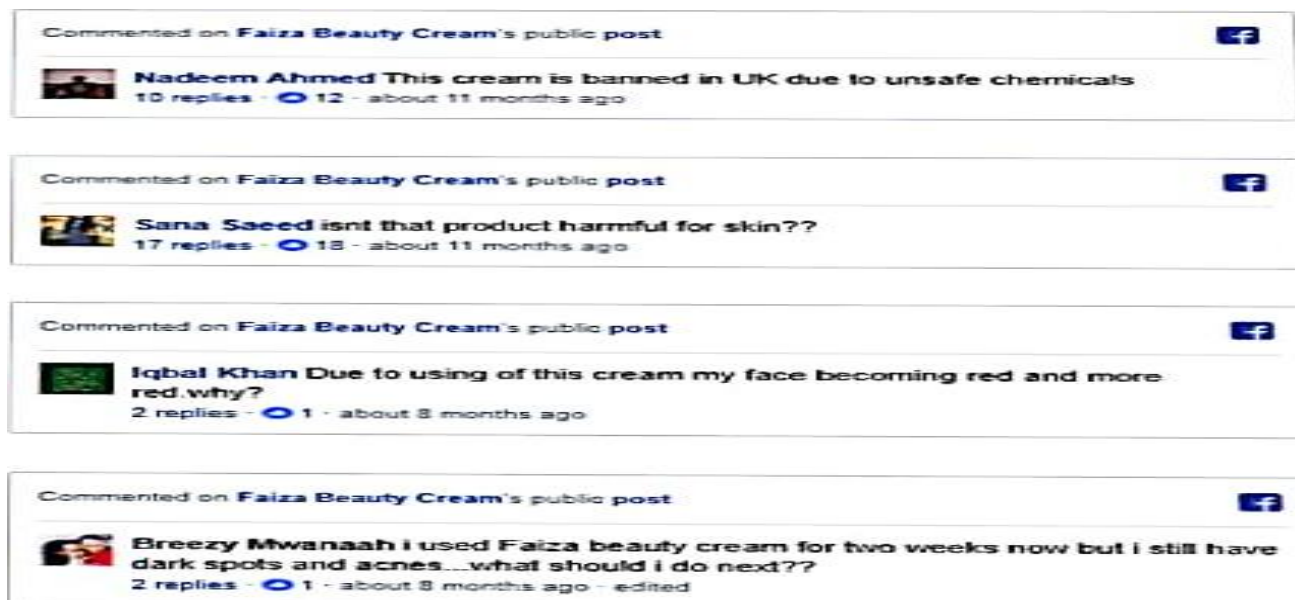 Commented on Faiza Beauty Cream's public post
Nadeem Ahmed This cream is banned in UK due to unsafe chemicals
10 replies · 12 · about 11 months ago
Commented on Faiza Beauty Cream's public post
Sana Saeed isnt that product harmful for skin??
17 replies · 18 · about 11 months ago
Commented on Faiza Beauty Cream's public post
Iqbal Khan Due to using of this cream my face becoming red and more
red.why?
2 replies · 1 · about 8 months ago
Commented on Faiza Beauty Cream's public post
Breezy Mwanaah i used Faiza beauty cream for two weeks now but i still have
dark spots and acnes...what should i do next??
2 replies · 1 · about 8 months ago · edited